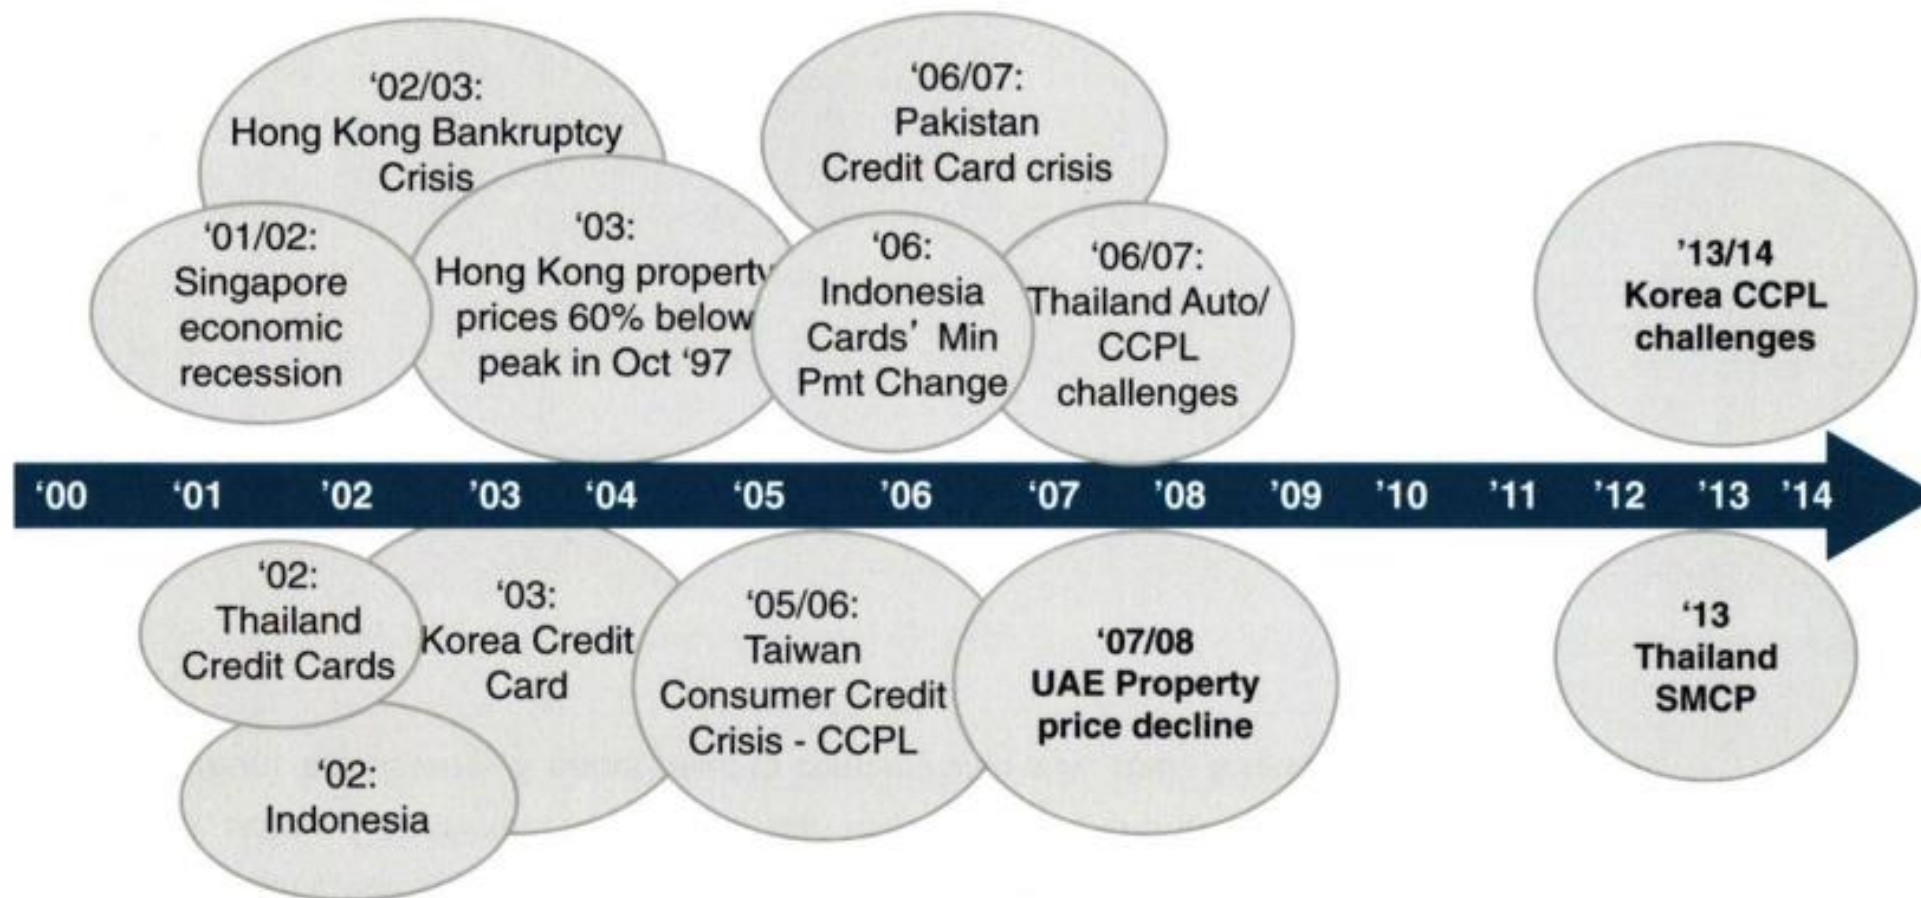 ‘02/03:
Hong Kong Bankruptcy
Crisis
‘06/07:
Pakistan
Credit Card crisis
‘01/02:
Singapore
economic
recession
‘03:
Hong Kong property
prices 60% below
peak in Oct ‘97
‘06:
Indonesia
Cards’ Min
Pmt Change
‘06/07:
Thailand Auto/
CCPL
challenges
’13/14
Korea CCPL
challenges
‘00 ‘01 ’02 ’03 ‘04 ’05 ’06 ’07 ’08 ’09 ’10 ’11 ’12 ’13 ’14
‘02:
Thailand
Credit Cards
‘03:
Korea Credit
Card
‘02:
Indonesia
‘05/06:
Taiwan
Consumer Credit
Crisis - CCPL
‘07/08
UAE Property
price decline
‘13
Thailand
SMCP